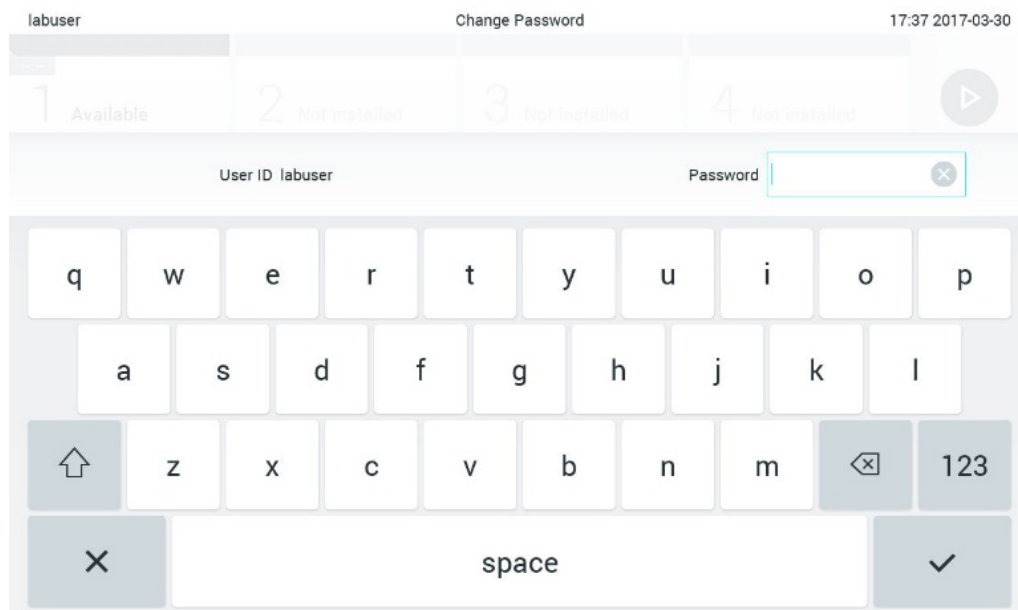 labuser Change Password 17:37 2017-03-30
1 Available 2 Not installed 3 Not installed 4 Not installed
User ID labuser Password
q w e r t y u i o p
a s d f g h j k l
z x c v b n m 123
space